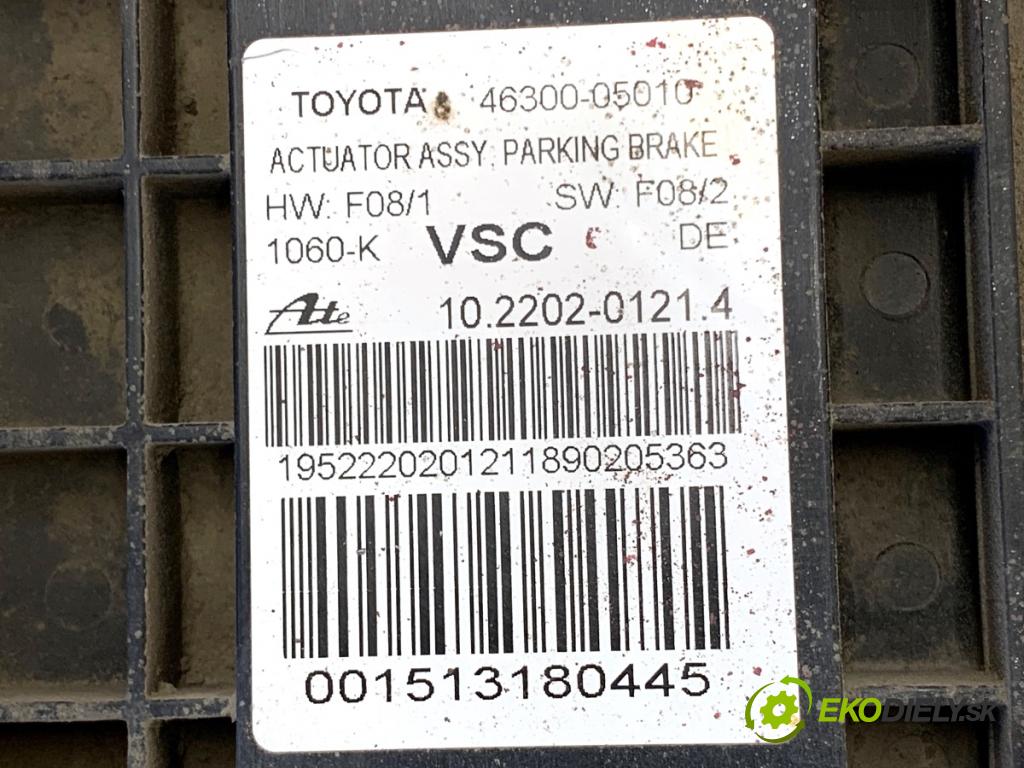 TOYOTA 46300-05010
ACTUATOR ASSY, PARKING BRAKE
HW: F08/1 SW: F08/2
1060-K VSC DE
Ate 10.2202-0121.4
1952220201211890205363
001513180445
EKODIELY.SK